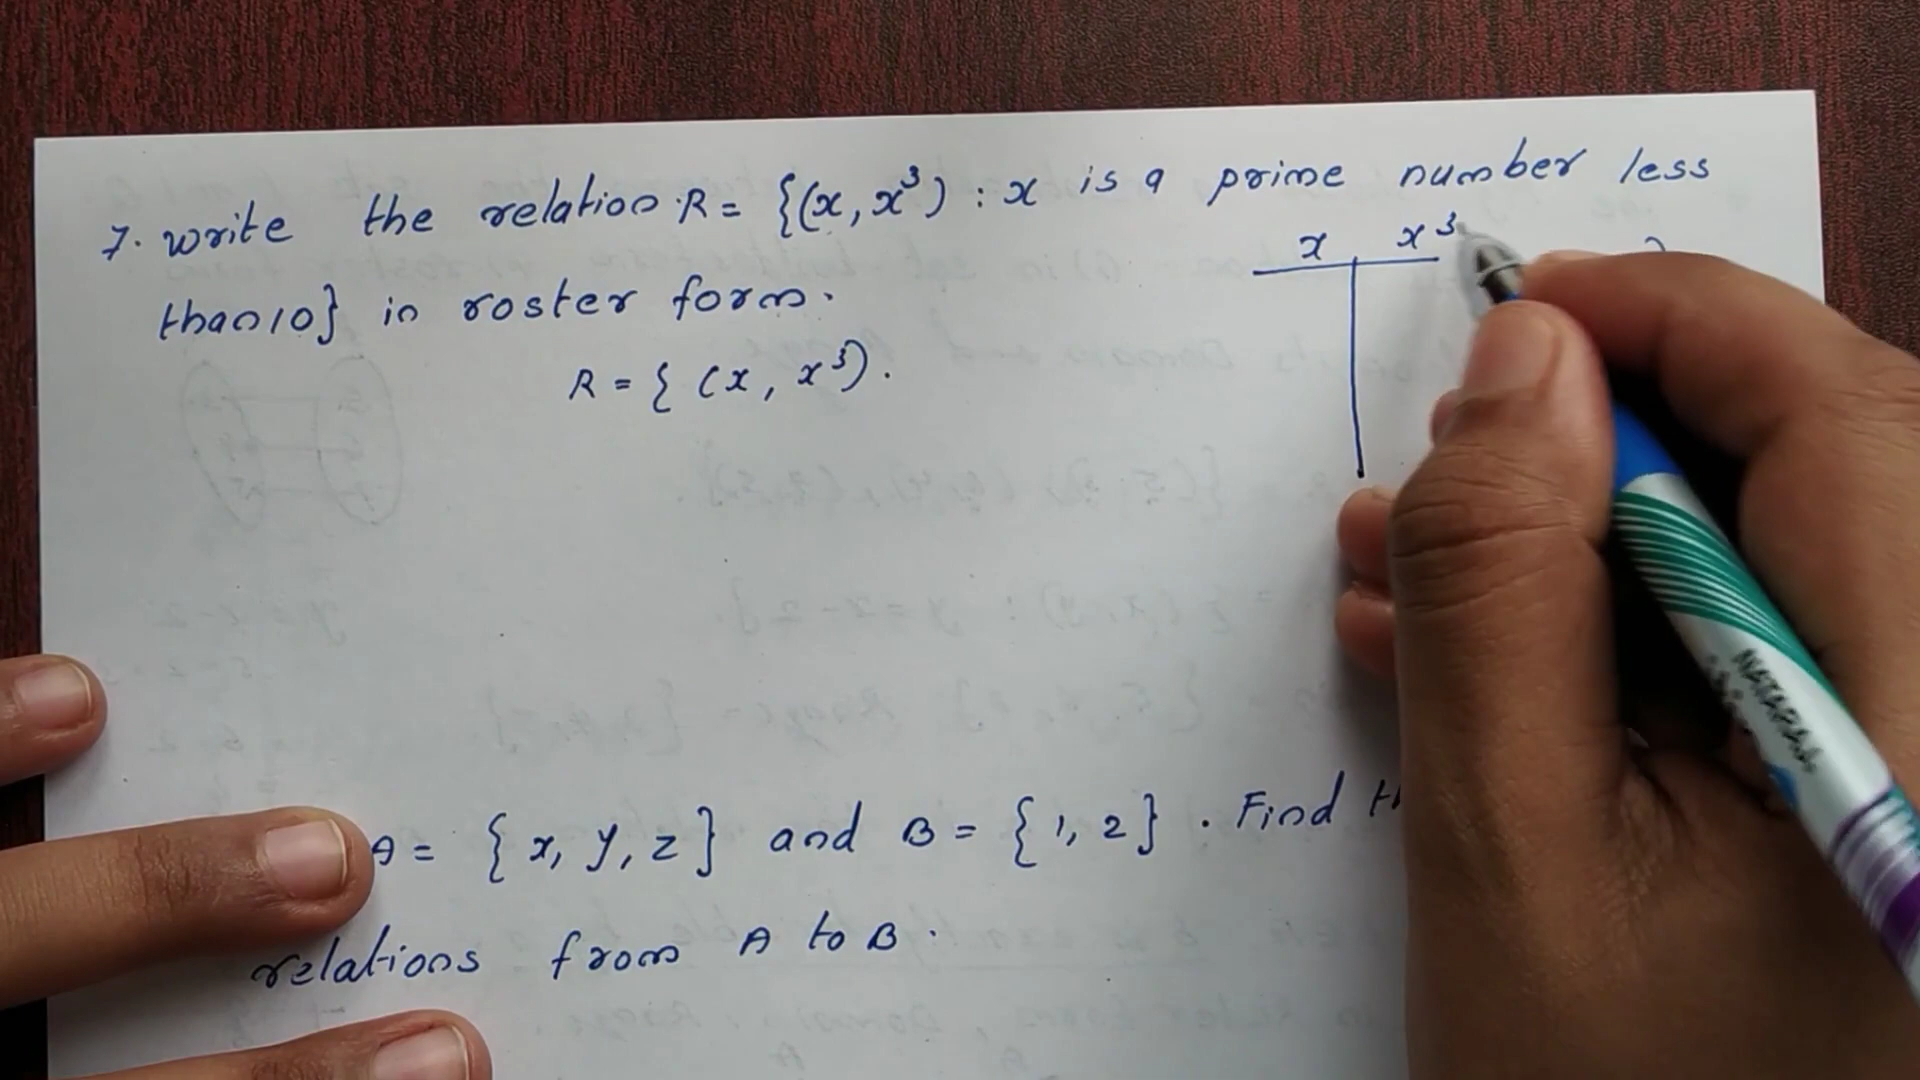 7. write the relation R = {(x, x³) : x is a prime number less
than 10} in roster form.
x x³
R = { (x, x³).
A = {x, y, z} and B = {1, 2}. Find
relations from A to B.
NATARAJ